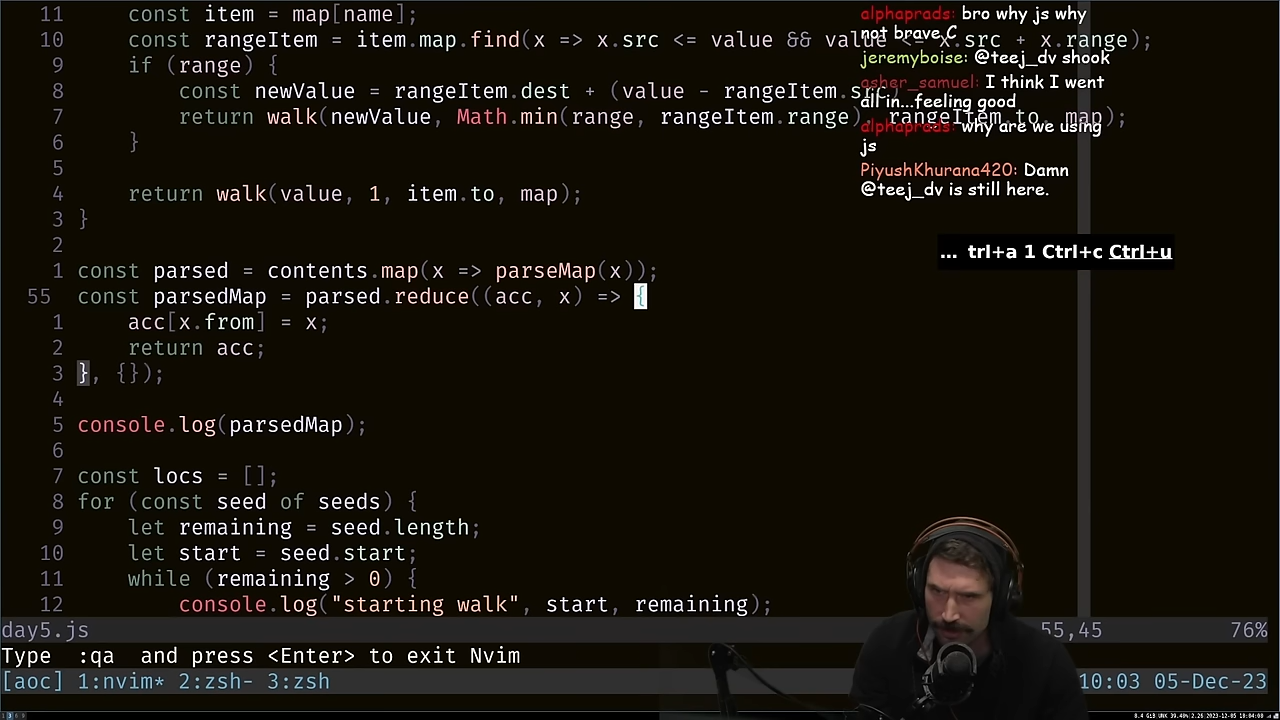 11 const item = map[name];
10 const rangeItem = item.map.find(x => x.src <= value && value <= x.src + x.range);
9 if (range) {
8 const newValue = rangeItem.dest + (value - rangeItem.src)
7 return walk(newValue, Math.min(range, rangeItem.range), rangeItem.to, map);
6 }
5
4 return walk(value, 1, item.to, map);
3 }
2
1 const parsed = contents.map(x => parseMap(x));
55 const parsedMap = parsed.reduce((acc, x) => {
1 acc[x.from] = x;
2 return acc;
3 }, {});
4
5 console.log(parsedMap);
6
7 const locs = [];
8 for (const seed of seeds) {
9 let remaining = seed.length;
10 let start = seed.start;
11 while (remaining > 0) {
12 console.log("starting walk", start, remaining);
day5.js 55,45 76%
Type :qa and press <Enter> to exit Nvim
[aoc] 1:nvim* 2:zsh- 3:zsh 10:03 05-Dec-23
alphaprads: bro why js why
not brave C
jeremyboise: @teej_dv shook
asher_samuel: I think I went
all in...feeling good
alphaprads: why are we using
js
PiyushKhurana420: Damn
@teej_dv is still here.
... trl+a 1 Ctrl+c Ctrl+u